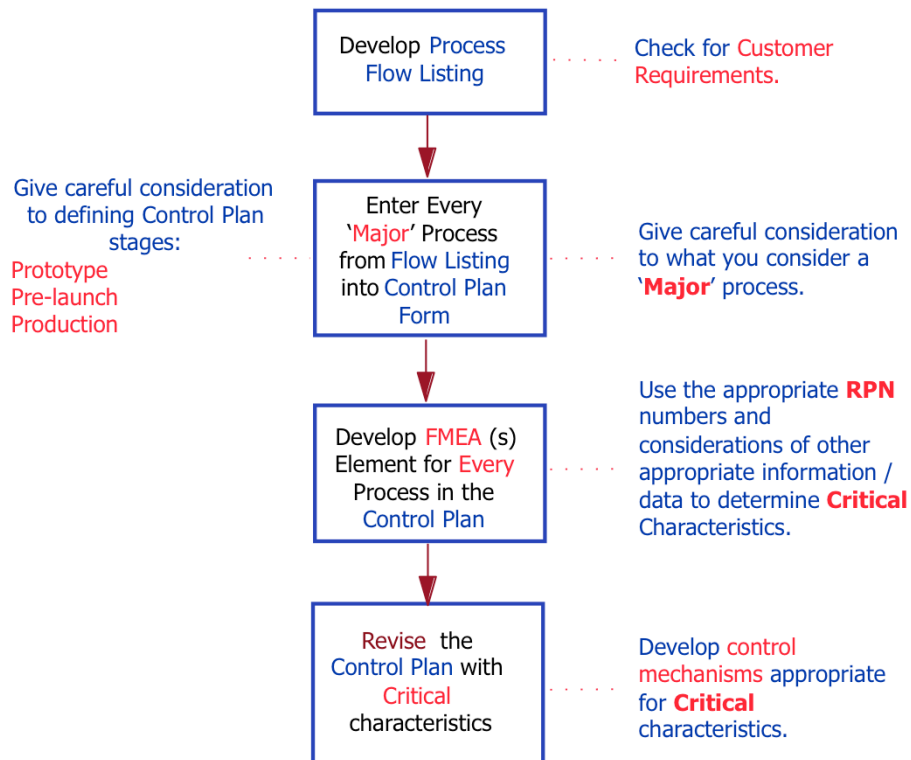 Develop Process
Flow Listing
Check for Customer
Requirements.
Give careful consideration
to defining Control Plan
stages:
Prototype
Pre-launch
Production
Enter Every
‘Major’ Process
from Flow Listing
into Control Plan
Form
Give careful consideration
to what you consider a
‘Major’ process.
Develop FMEA (s)
Element for Every
Process in the
Control Plan
Use the appropriate RPN
numbers and
considerations of other
appropriate information /
data to determine Critical
Characteristics.
Revise the
Control Plan with
Critical
characteristics
Develop control
mechanisms appropriate
for Critical
characteristics.